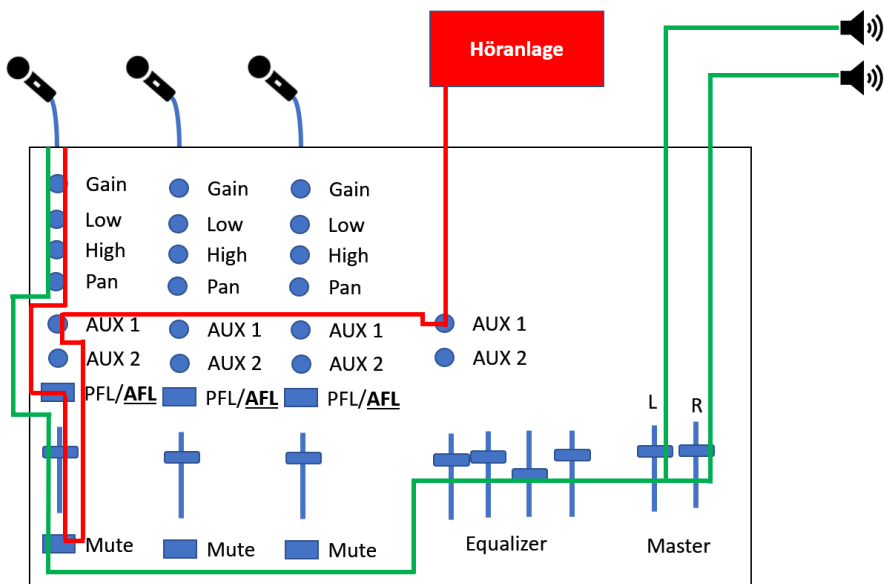 Höranlage
Gain Gain Gain
Low Low Low
High High High
Pan Pan Pan
AUX 1 AUX 1 AUX 1 AUX 1
AUX 2 AUX 2 AUX 2 AUX 2
PFL/AFL PFL/AFL PFL/AFL
L R
Mute Mute Mute Equalizer Master